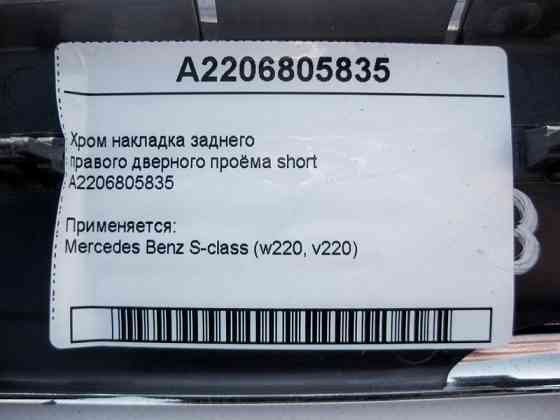 A2206805835
Хром накладка заднего
правого дверного проёма short
A2206805835
Применяется:
Mercedes Benz S-class (w220, v220)